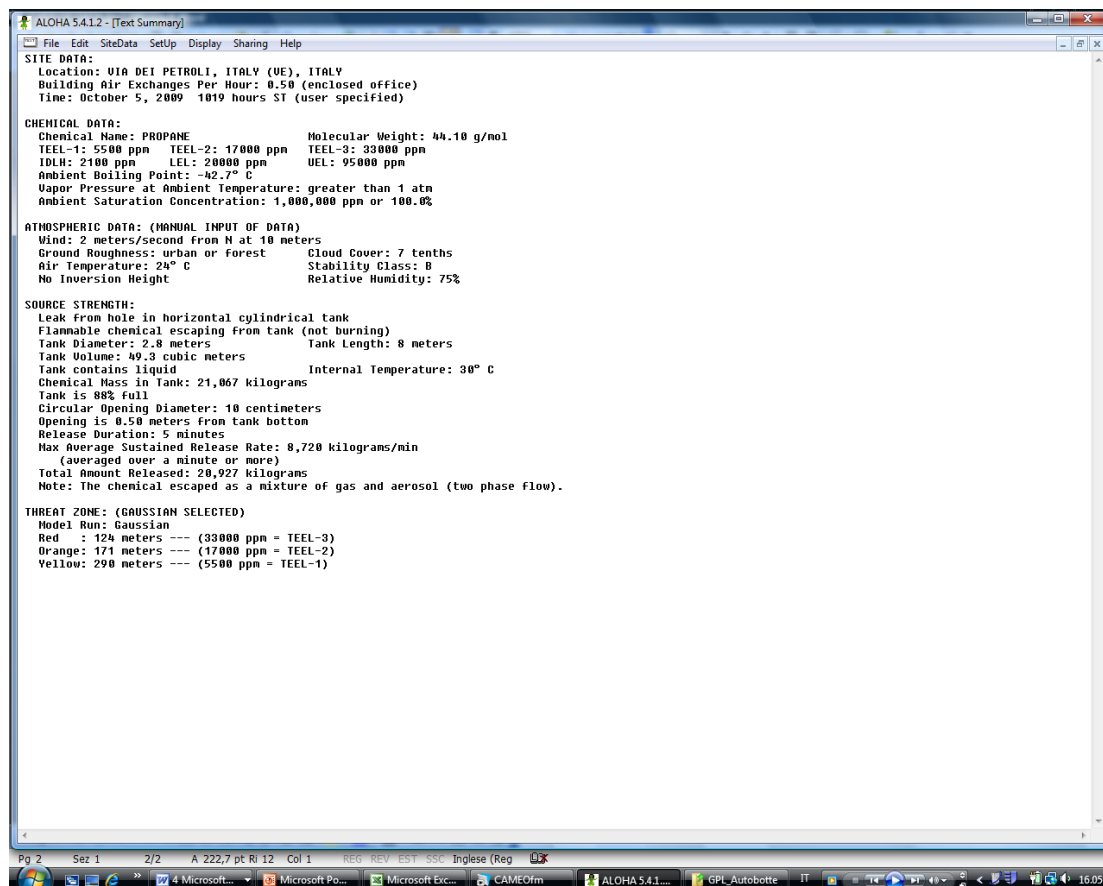 ALOHA 5.4.1.2 - [Text Summary]
File Edit SiteData SetUp Display Sharing Help
SITE DATA:
Location: VIA DEI PETROLI, ITALY (VE), ITALY
Building Air Exchanges Per Hour: 0.50 (enclosed office)
Time: October 5, 2009 1019 hours ST (user specified)
CHEMICAL DATA:
Chemical Name: PROPANE Molecular Weight: 44.10 g/mol
TEEL-1: 5500 ppm TEEL-2: 17000 ppm TEEL-3: 33000 ppm
IDLH: 2100 ppm LEL: 20000 ppm UEL: 95000 ppm
Ambient Boiling Point: -42.7° C
Vapor Pressure at Ambient Temperature: greater than 1 atm
Ambient Saturation Concentration: 1,000,000 ppm or 100.0%
ATMOSPHERIC DATA: (MANUAL INPUT OF DATA)
Wind: 2 meters/second from N at 10 meters
Ground Roughness: urban or forest Cloud Cover: 7 tenths
Air Temperature: 24° C Stability Class: B
No Inversion Height Relative Humidity: 75%
SOURCE STRENGTH:
Leak from hole in horizontal cylindrical tank
Flammable chemical escaping from tank (not burning)
Tank Diameter: 2.8 meters Tank Length: 8 meters
Tank Volume: 49.3 cubic meters
Tank contains liquid Internal Temperature: 30° C
Chemical Mass in Tank: 21,067 kilograms
Tank is 88% full
Circular Opening Diameter: 10 centimeters
Opening is 0.50 meters from tank bottom
Release Duration: 5 minutes
Max Average Sustained Release Rate: 8,720 kilograms/min
(averaged over a minute or more)
Total Amount Released: 20,927 kilograms
Note: The chemical escaped as a mixture of gas and aerosol (two phase flow).
THREAT ZONE: (GAUSSIAN SELECTED)
Model Run: Gaussian
Red : 124 meters --- (33000 ppm = TEEL-3)
Orange: 171 meters --- (17000 ppm = TEEL-2)
Yellow: 290 meters --- (5500 ppm = TEEL-1)
Pg 2 Sez 1 2/2 A 222,7 pt Ri 12 Col 1 REG REV EST SSC Inglese (Reg
4 Microsoft... Microsoft Po... Microsoft Exc... CAMEOfm ALOHA 5.4.1.... GPL_Autobotte IT 16.05